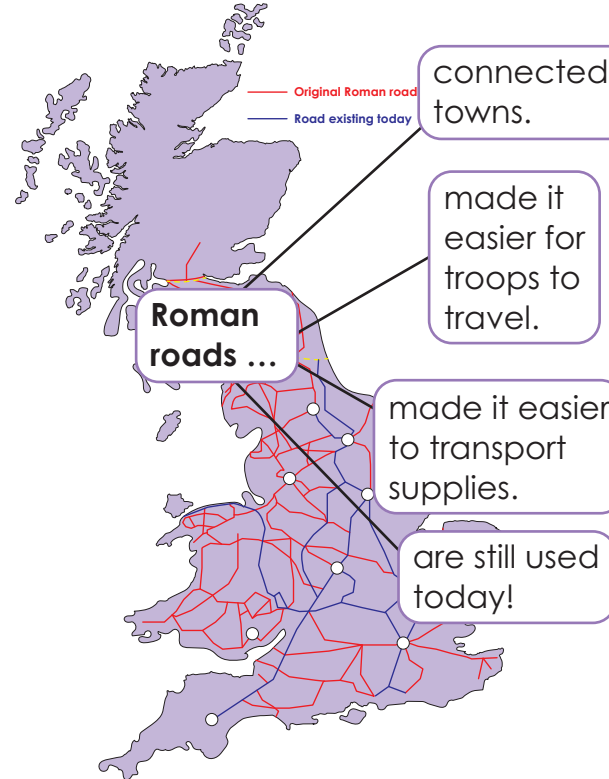 Original Roman road
Road existing today
connected
towns.
made it
easier for
troops to
travel.
Roman
roads ...
made it easier
to transport
supplies.
are still used
today!